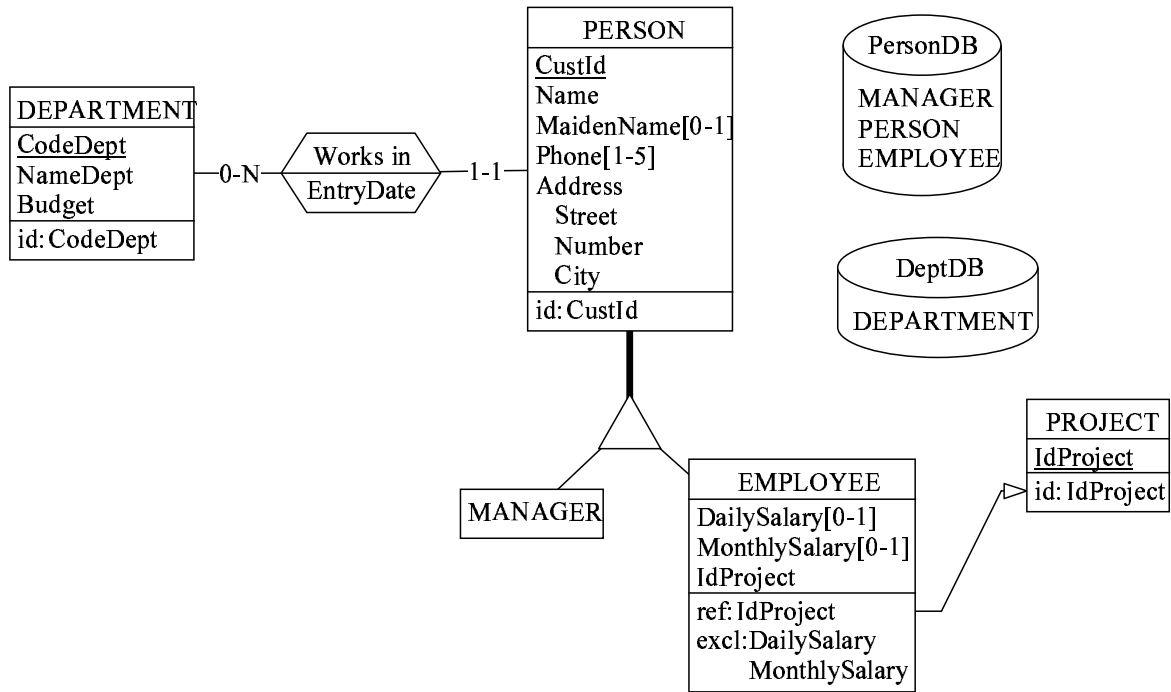 DEPARTMENT
CodeDept
NameDept
Budget
id: CodeDept
0-N
Works in
EntryDate
1-1
PERSON
CustId
Name
MaidenName[0-1]
Phone[1-5]
Address
Street
Number
City
id: CustId
PersonDB
MANAGER
PERSON
EMPLOYEE
DeptDB
DEPARTMENT
MANAGER
EMPLOYEE
DailySalary[0-1]
MonthlySalary[0-1]
IdProject
ref: IdProject
excl: DailySalary
MonthlySalary
PROJECT
IdProject
id: IdProject